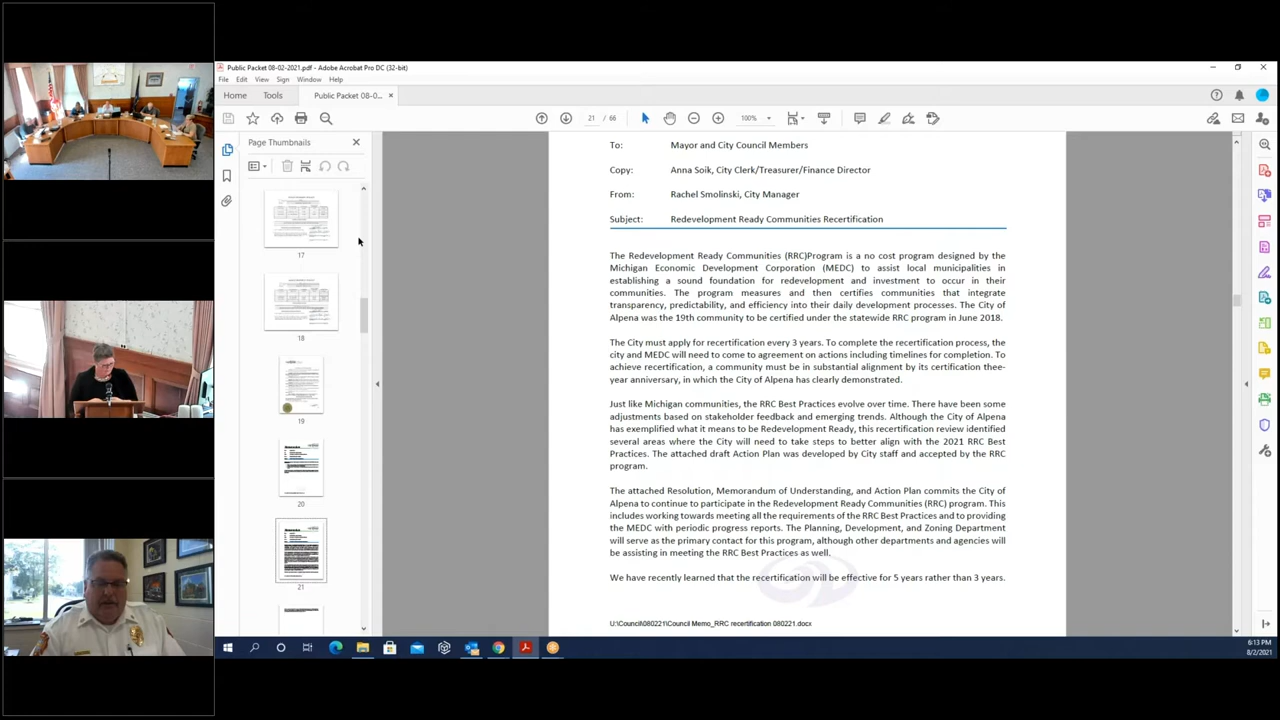 Public Packet 08-02-2021.pdf - Adobe Acrobat Pro DC (32-bit)
File Edit View Sign Window Help
Home Tools Public Packet 08-0... ×
21 / 66 100%
Page Thumbnails
17
18
19
20
21
To: Mayor and City Council Members
Copy: Anna Soik, City Clerk/Treasurer/Finance Director
From: Rachel Smolinski, City Manager
Subject: Redevelopment Ready Communities Recertification
The Redevelopment Ready Communities (RRC)Program is a no cost program designed by the
Michigan Economic Development Corporation (MEDC) to assist local municipalities in
establishing a sound foundation for redevelopment and investment to occur in their
communities. The program measures and then certifies communities that integrate
transparency, predictability, and efficiency into their daily development processes. The City of
Alpena was the 19th community to be certified under the statewide RRC program in June 2018.
The City must apply for recertification every 3 years. To complete the recertification process, the
city and MEDC will need to come to agreement on actions including timelines for completion. To
achieve recertification, a community must be in substantial alignment by its certification thee-
year anniversary, in which the City of Alpena has clearly demonstrated.
Just like Michigan communities, the RRC Best Practices evolve over time. There have been some
adjustments based on stakeholder feedback and emerging trends. Although the City of Alpena
has exemplified what it means to be Redevelopment Ready, this recertification review identified
several areas where the City will need to take steps to better align with the 2021 RRC Best
Practices. The attached draft Action Plan was developed by City staff and accepted by the RRC
program.
The attached Resolution, Memorandum of Understanding, and Action Plan commits the City of
Alpena to continue to participate in the Redevelopment Ready Communities (RRC) program. This
includes working towards meeting all the requirements of the RRC Best Practices and to providing
the MEDC with periodic progress reports. The Planning, Development, and Zoning Department
will serve as the primary contact for this program, although other departments and agencies will
be assisting in meeting the RRC Best Practices as well.
We have recently learned that the recertification will be effective for 5 years rather than 3 years.
U:\Council\080221\Council Memo_RRC recertification 080221.docx
6:13 PM
8/2/2021